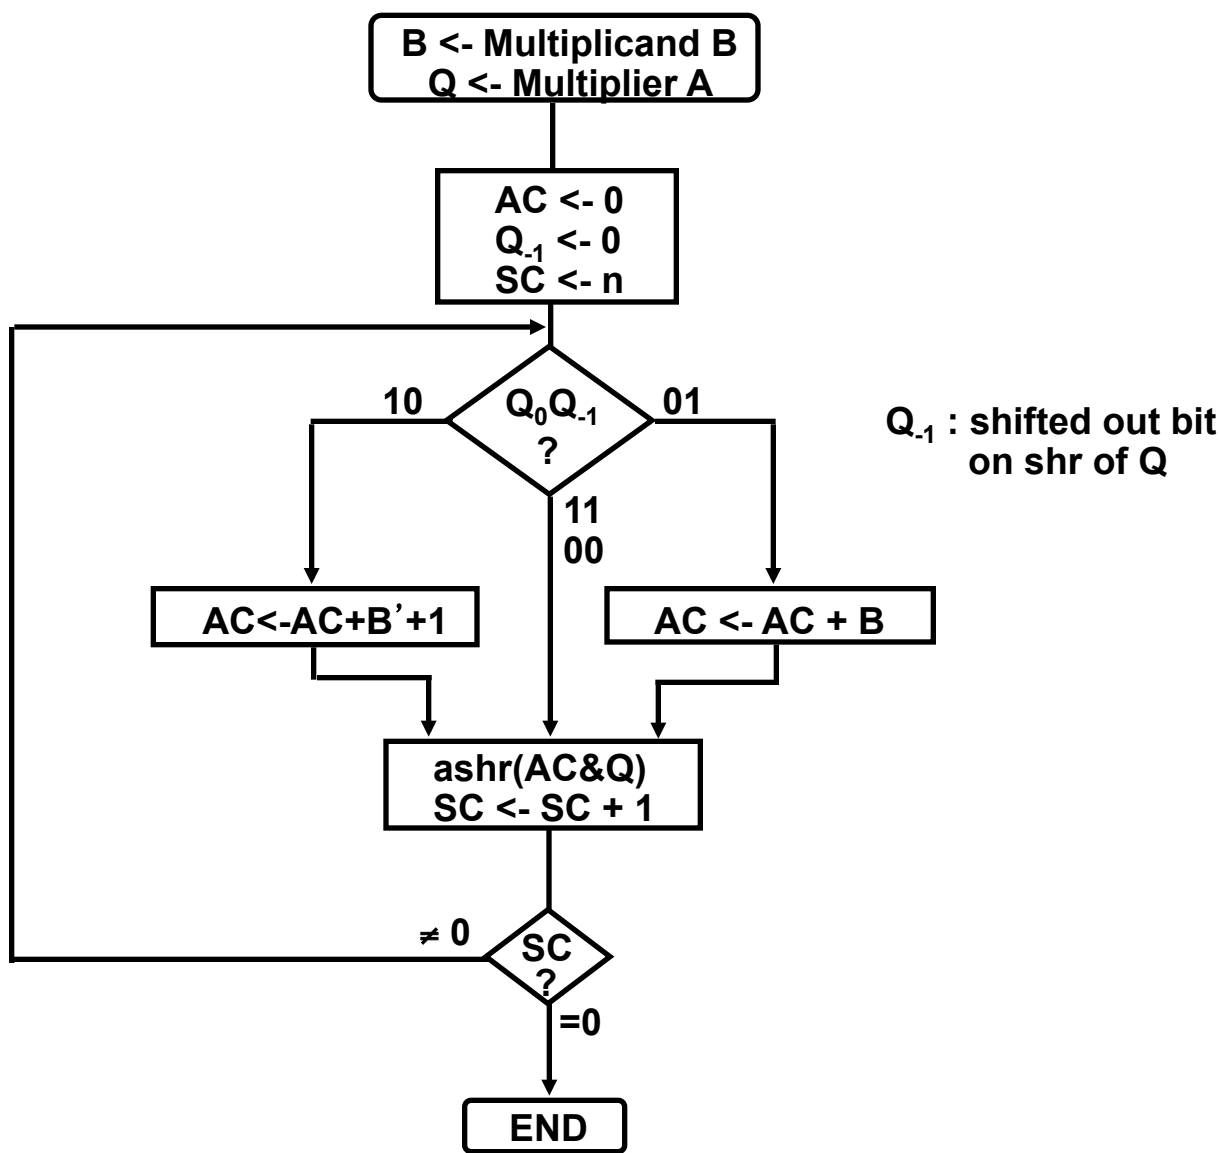 B <- Multiplicand B
Q <- Multiplier A
AC <- 0
Q₋₁ <- 0
SC <- n
10
Q₀Q₋₁
?
01
Q₋₁ : shifted out bit
on shr of Q
11
00
AC<-AC+B’+1
AC <- AC + B
ashr(AC&Q)
SC <- SC + 1
≠ 0
SC
?
=0
END